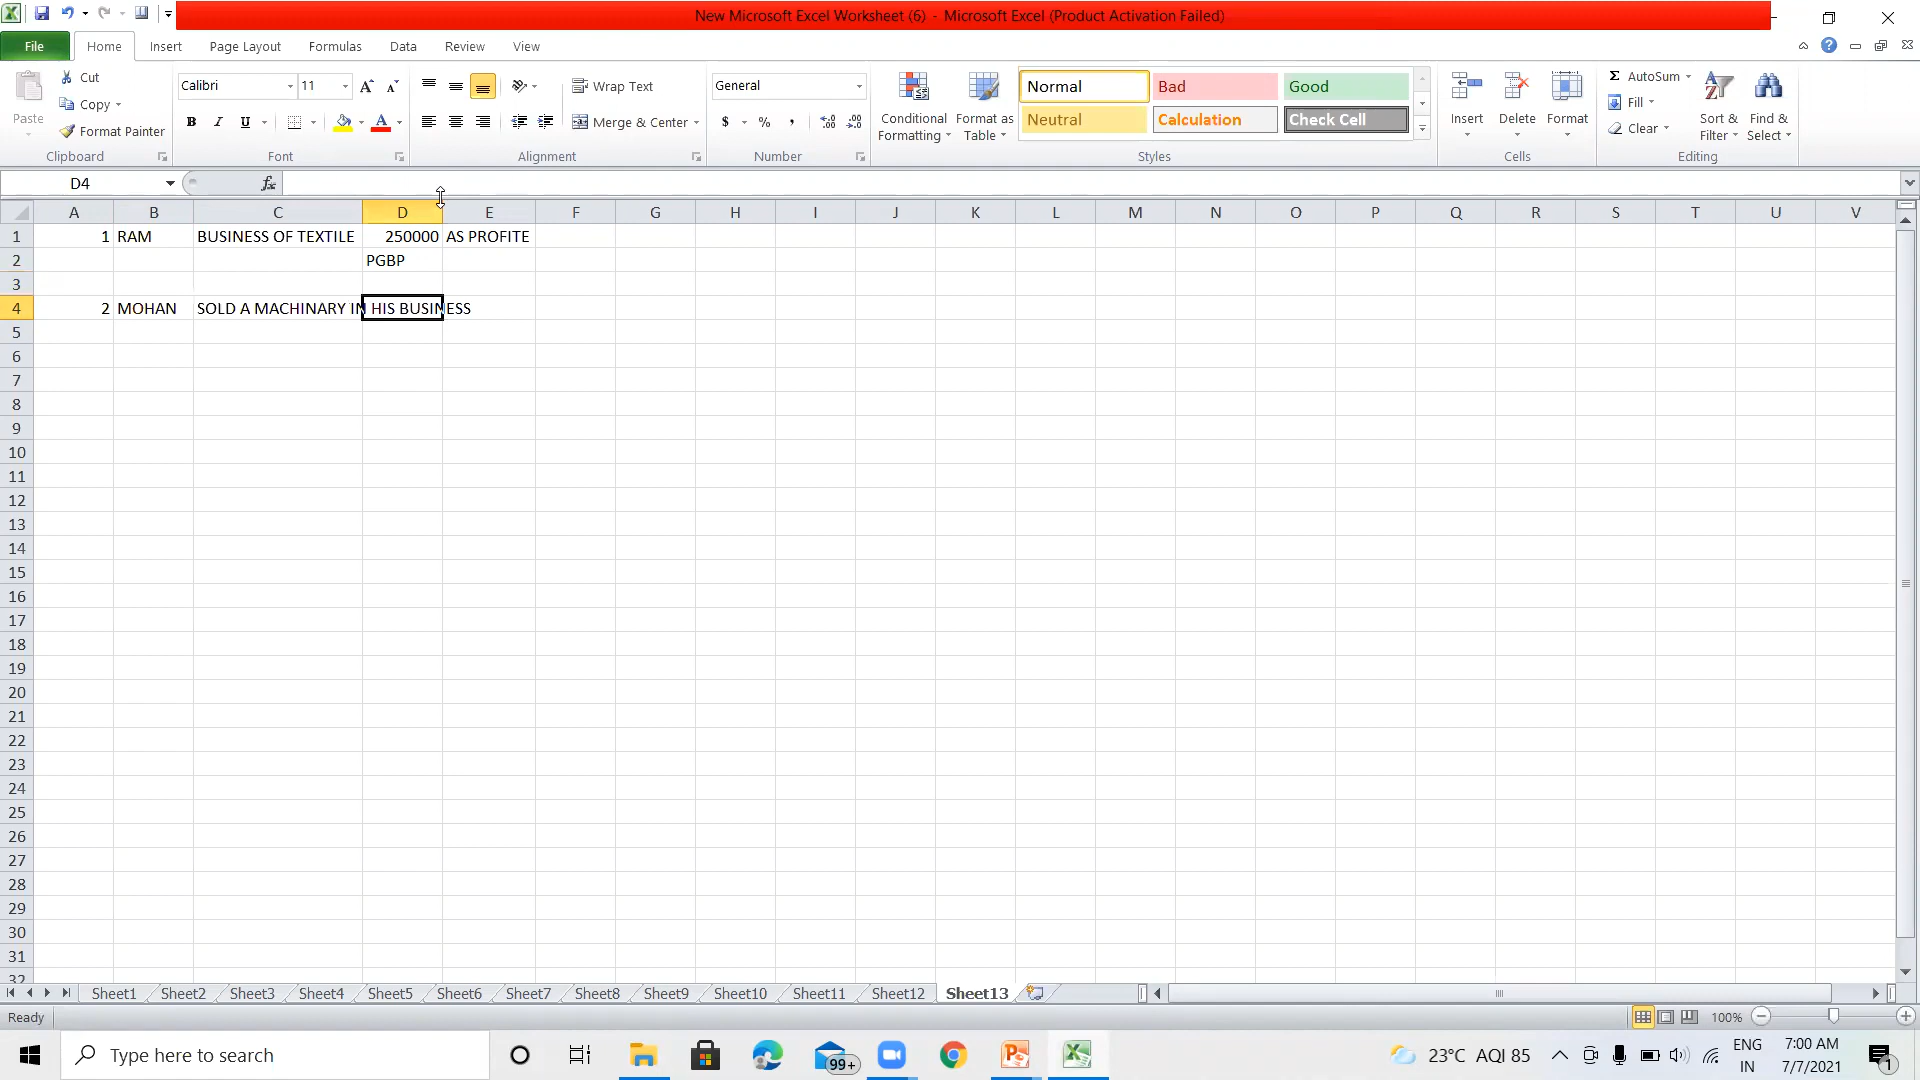 New Microsoft Excel Worksheet (6) - Microsoft Excel (Product Activation Failed)
File Home Insert Page Layout Formulas Data Review View
Paste Cut Copy Format Painter Clipboard
Calibri 11 A A B I U A Font
Wrap Text Merge & Center Alignment
General $ % , Number
Conditional Formatting Format as Table Normal Bad Good Neutral Calculation Check Cell Styles
Insert Delete Format Cells
Σ AutoSum Fill Clear Sort & Filter Find & Select Editing
D4 fx
A B C D E F G H I J K L M N O P Q R S T U V
1 1 RAM BUSINESS OF TEXTILE 250000 AS PROFITE
2 PGBP
3
4 2 MOHAN SOLD A MACHINARY IN HIS BUSINESS
5
6
7
8
9
10
11
12
13
14
15
16
17
18
19
20
21
22
23
24
25
26
27
28
29
30
31
32
Sheet1 Sheet2 Sheet3 Sheet4 Sheet5 Sheet6 Sheet7 Sheet8 Sheet9 Sheet10 Sheet11 Sheet12 Sheet13
Ready 100%
Type here to search 99+ 23°C AQI 85 ENG IN 7:00 AM 7/7/2021 1